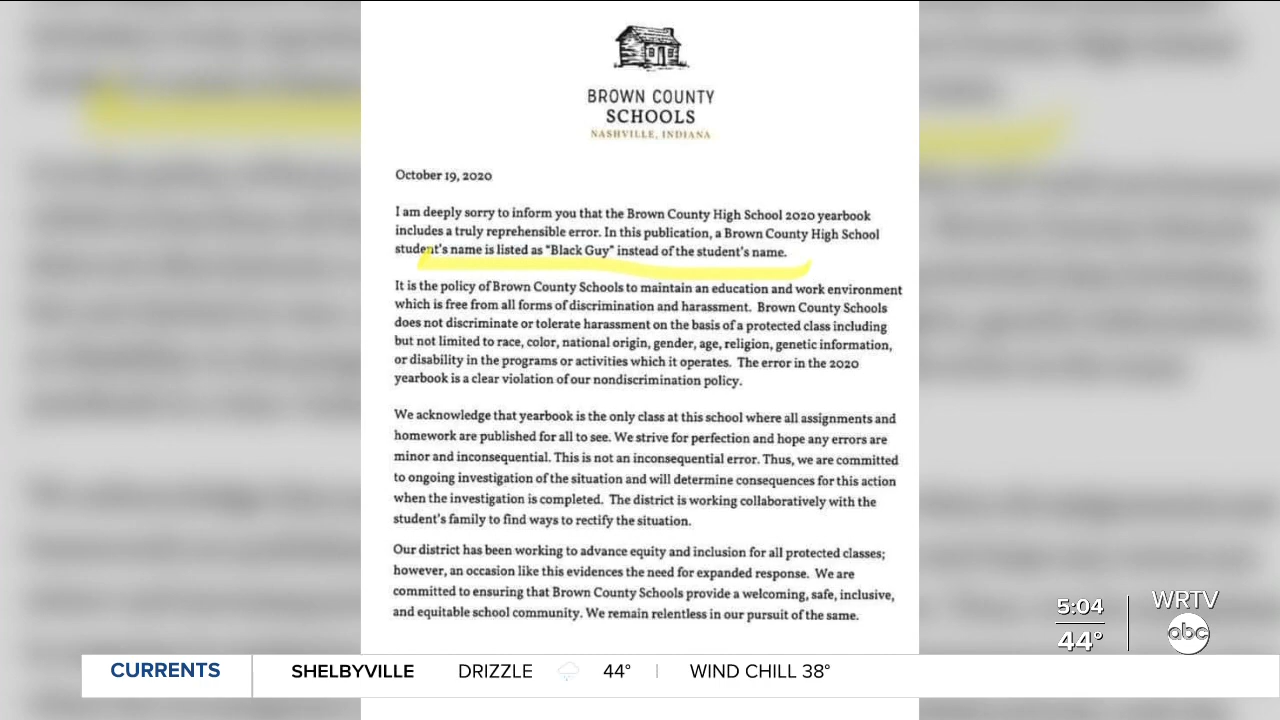 BROWN COUNTY
SCHOOLS
NASHVILLE, INDIANA
October 19, 2020
I am deeply sorry to inform you that the Brown County High School 2020 yearbook
includes a truly reprehensible error. In this publication, a Brown County High School
student's name is listed as "Black Guy" instead of the student's name.
It is the policy of Brown County Schools to maintain an education and work environment
which is free from all forms of discrimination and harassment. Brown County Schools
does not discriminate or tolerate harassment on the basis of a protected class including
but not limited to race, color, national origin, gender, age, religion, genetic information,
or disability in the programs or activities which it operates. The error in the 2020
yearbook is a clear violation of our nondiscrimination policy.
We acknowledge that yearbook is the only class at this school where all assignments and
homework are published for all to see. We strive for perfection and hope any errors are
minor and inconsequential. This is not an inconsequential error. Thus, we are committed
to ongoing investigation of the situation and will determine consequences for this action
when the investigation is completed. The district is working collaboratively with the
student's family to find ways to rectify the situation.
Our district has been working to advance equity and inclusion for all protected classes;
however, an occasion like this evidences the need for expanded response. We are
committed to ensuring that Brown County Schools provide a welcoming, safe, inclusive,
and equitable school community. We remain relentless in our pursuit of the same.
5:04
44°
WRTV
abc
CURRENTS SHELBYVILLE DRIZZLE 44° WIND CHILL 38°